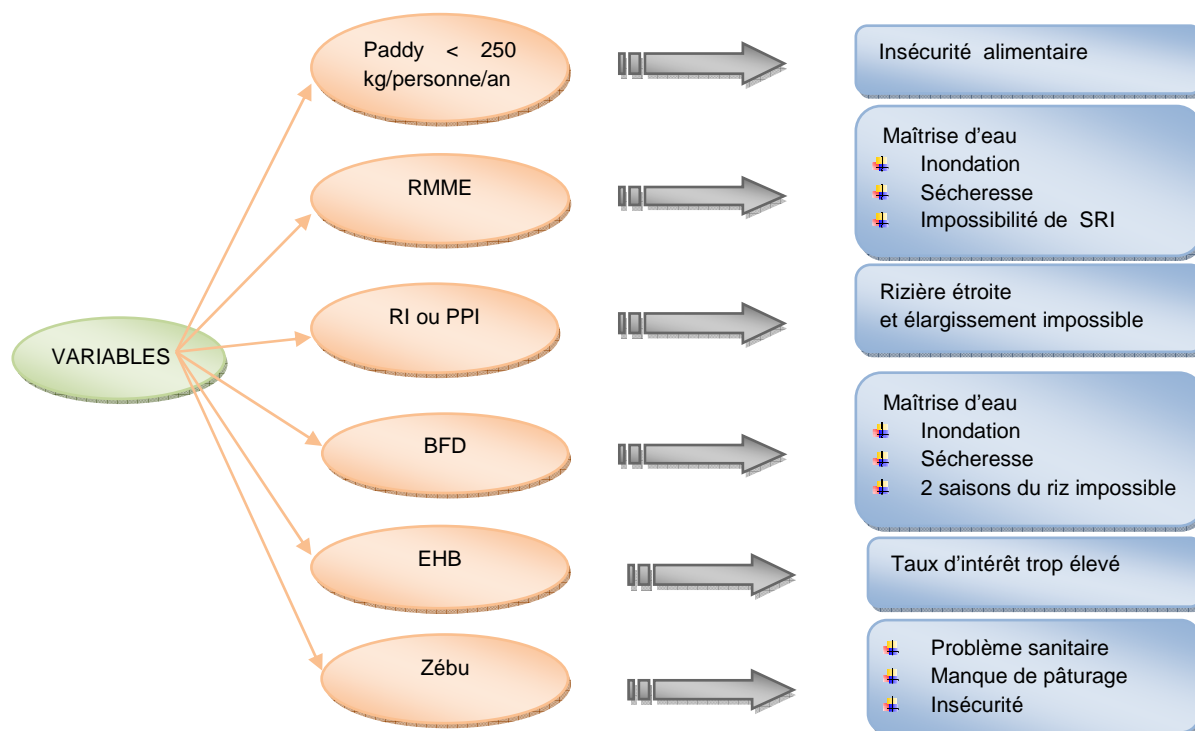 Paddy < 250
kg/personne/an
Insécurité alimentaire
RMME
Maîtrise d'eau
Inondation
Sécheresse
Impossibilité de SRI
VARIABLES
RI ou PPI
Rizière étroite
et élargissement impossible
BFD
Maîtrise d'eau
Inondation
Sécheresse
2 saisons du riz impossible
EHB
Taux d'intérêt trop élevé
Zébu
Problème sanitaire
Manque de pâturage
Insécurité